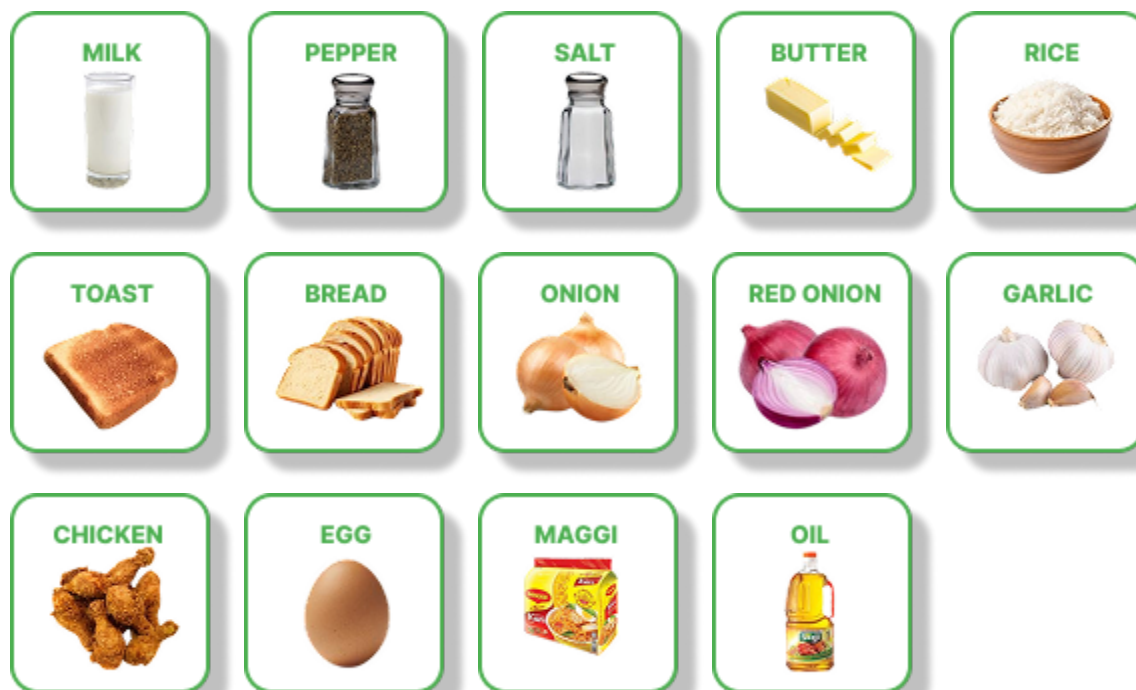 MILK
PEPPER
SALT
BUTTER
RICE
TOAST
BREAD
ONION
RED ONION
GARLIC
CHICKEN
EGG
MAGGI
OIL